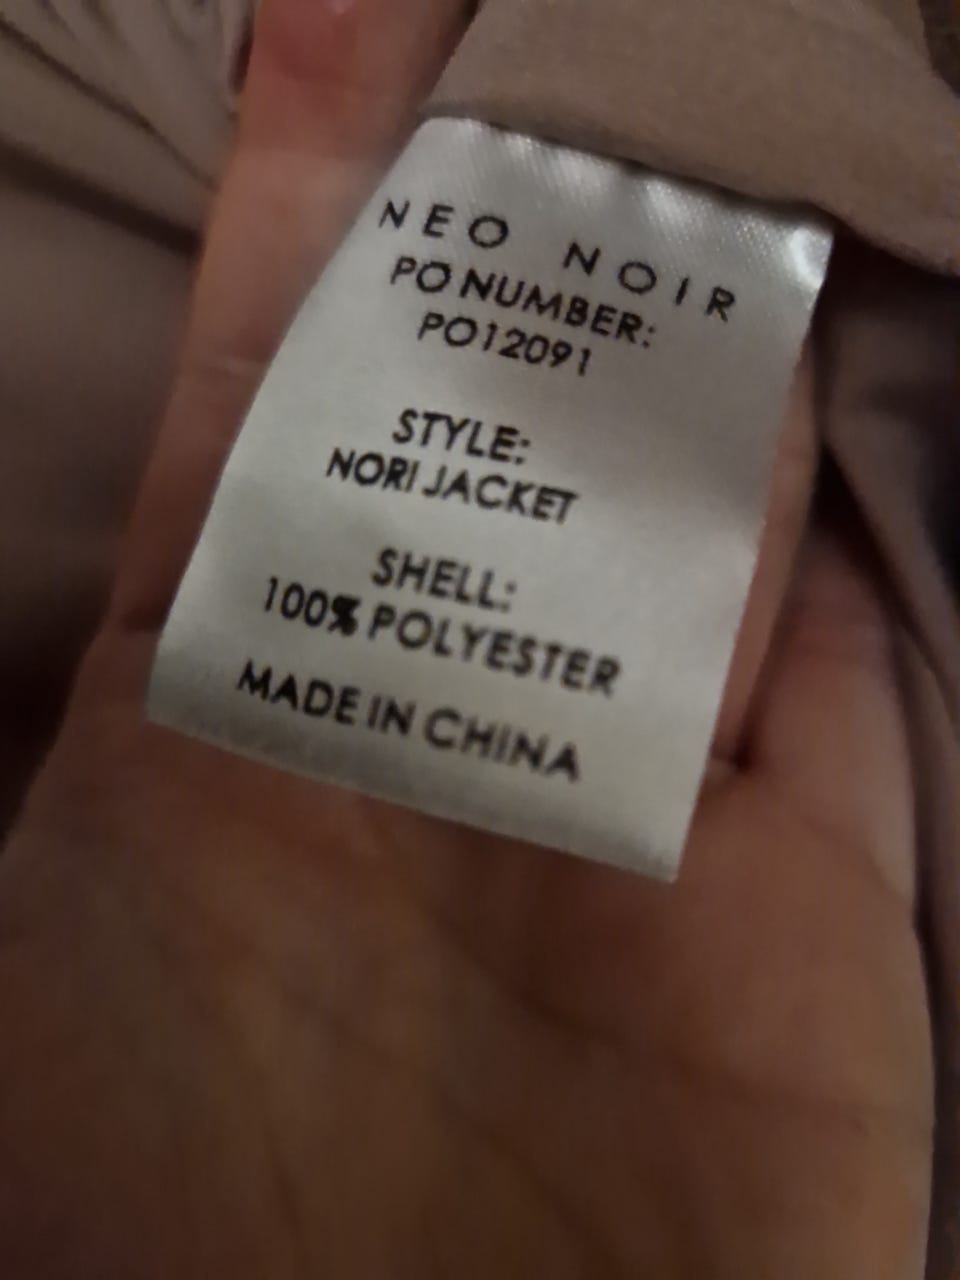 NEO NOIR
PO NUMBER:
PO12091
STYLE:
NORI JACKET
SHELL:
100% POLYESTER
MADE IN CHINA